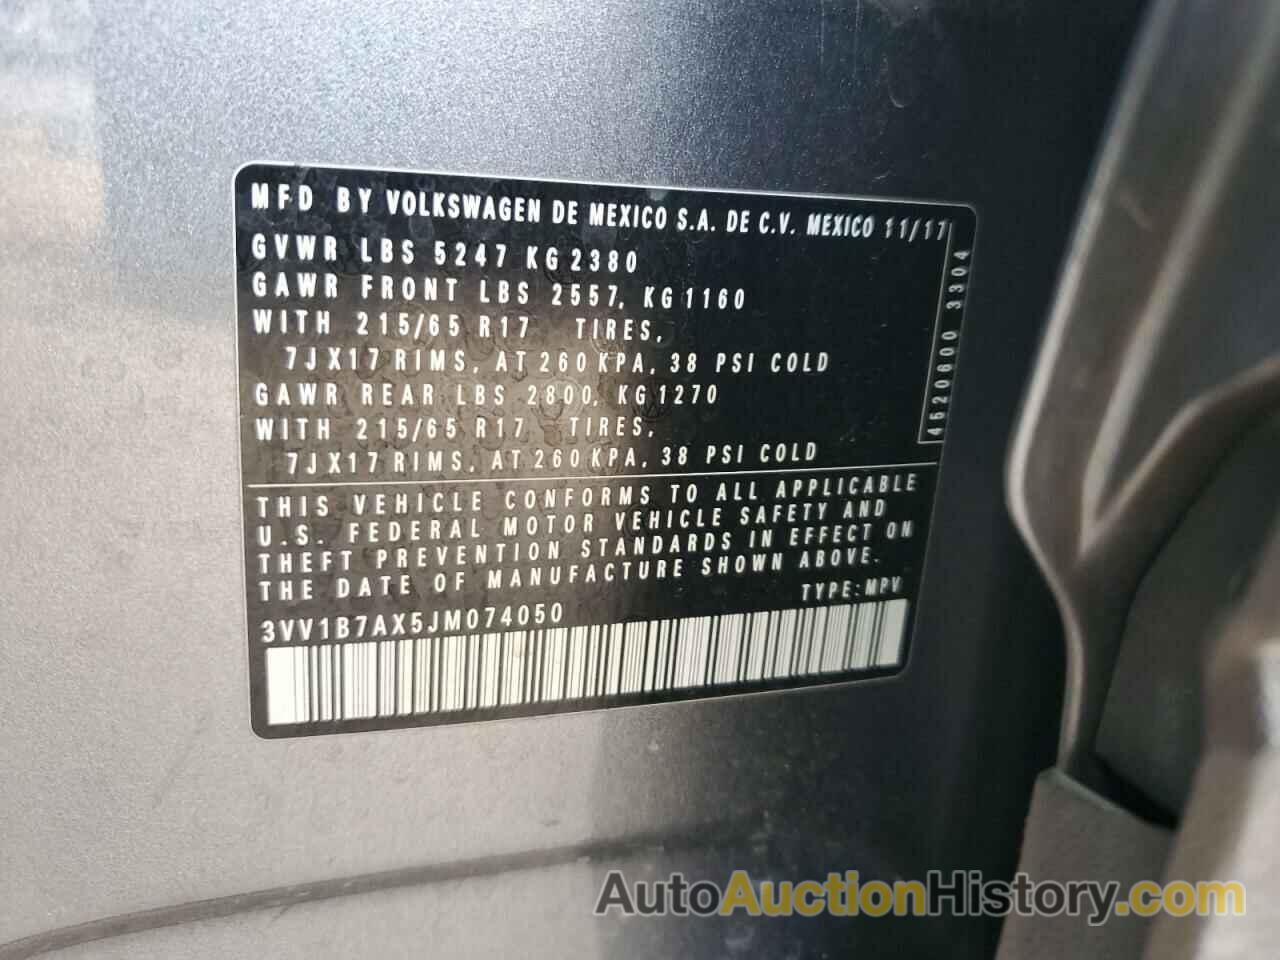 MFD BY VOLKSWAGEN DE MEXICO S.A. DE C.V. MEXICO 11/17
GVWR LBS 5247 KG 2380
GAWR FRONT LBS 2557, KG 1160
WITH 215/65 R17 TIRES,
7JX17 RIMS, AT 260 KPA, 38 PSI COLD
GAWR REAR LBS 2800, KG 1270
WITH 215/65 R17 TIRES,
7JX17 RIMS, AT 260 KPA, 38 PSI COLD
4620600 3304
THIS VEHICLE CONFORMS TO ALL APPLICABLE
U.S. FEDERAL MOTOR VEHICLE SAFETY AND
THEFT PREVENTION STANDARDS IN EFFECT ON
THE DATE OF MANUFACTURE SHOWN ABOVE.
TYPE: MPV
3VV1B7AX5JM074050
AutoAuctionHistory.com